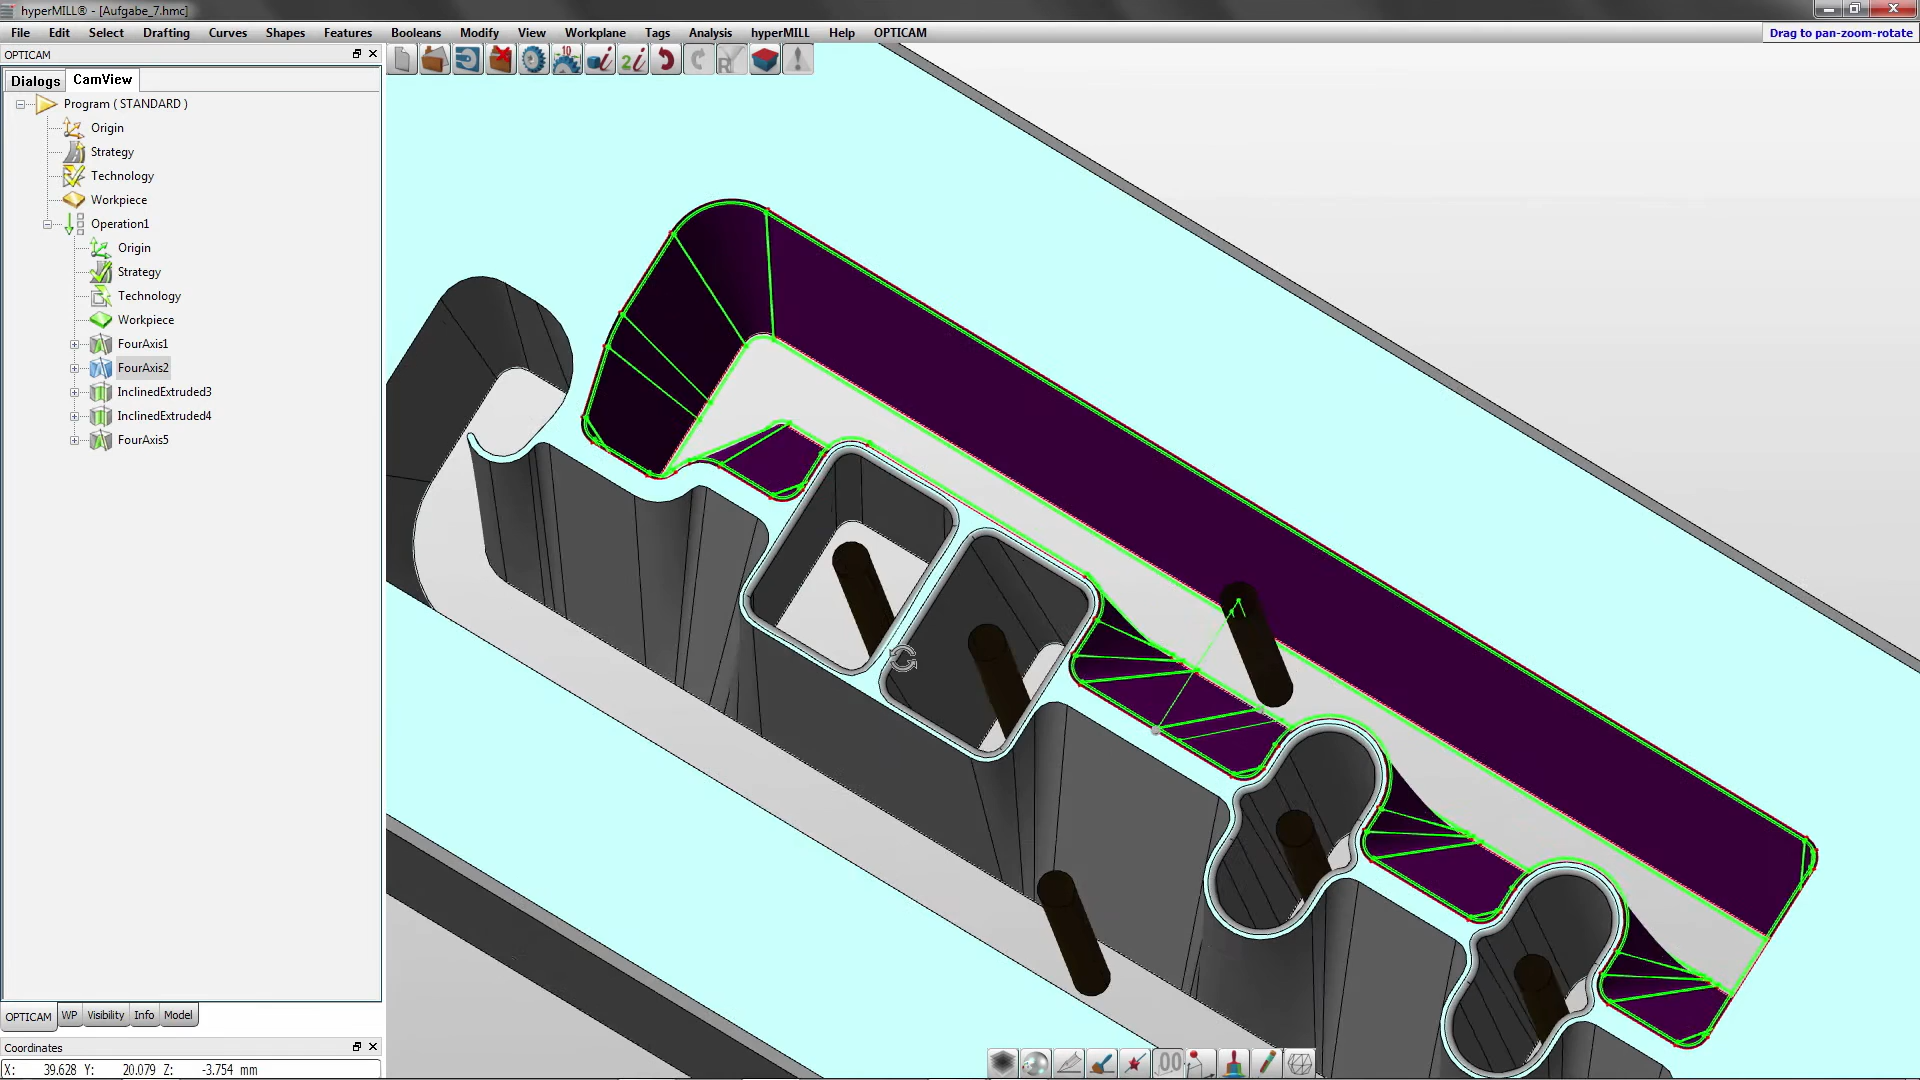 hyperMILL® - [Aufgabe_7.hmc]
File Edit Select Drafting Curves Shapes Features Booleans Modify View Workplane Tags Analysis hyperMILL Help OPTICAM
Drag to pan-zoom-rotate
OPTICAM
Dialogs CamView
Program ( STANDARD )
Origin
Strategy
Technology
Workpiece
Operation1
Origin
Strategy
Technology
Workpiece
FourAxis1
FourAxis2
InclinedExtruded3
InclinedExtruded4
FourAxis5
OPTICAM WP Visibility Info Model
Coordinates
X: 39.628 Y: 20.079 Z: -3.754 mm